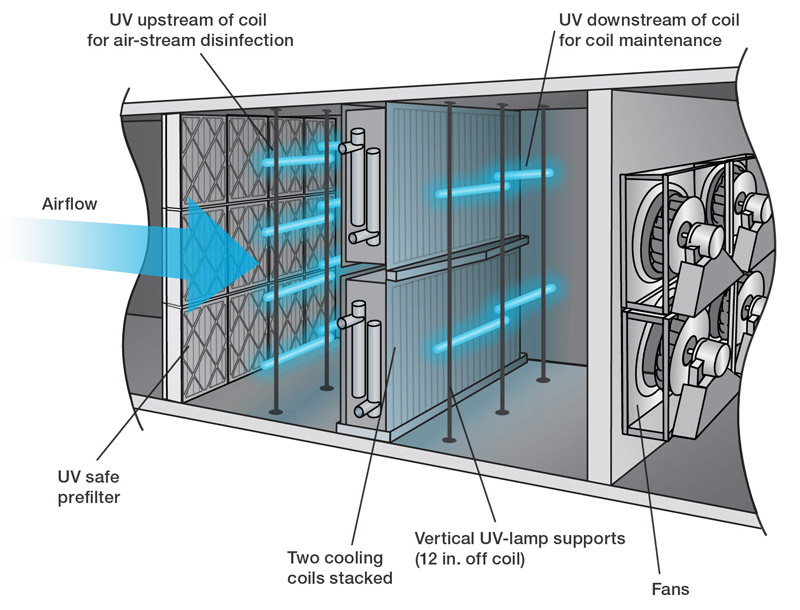 UV upstream of coil
for air-stream disinfection
UV downstream of coil
for coil maintenance
Airflow
UV safe
prefilter
Two cooling
coils stacked
Vertical UV-lamp supports
(12 in. off coil)
Fans